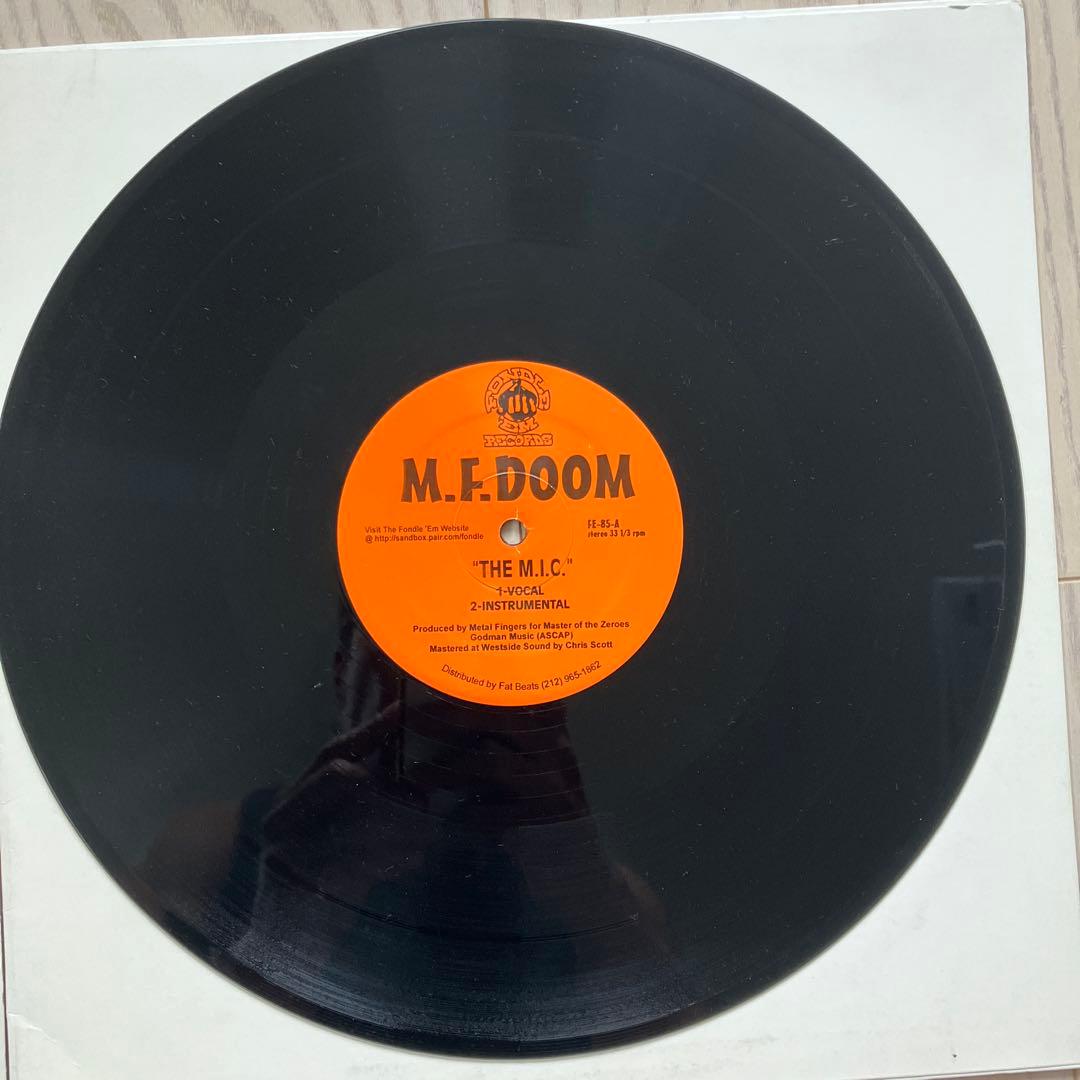 FONDLE
'EM
RECORDS
M.F. DOOM
Visit The Fondle 'Em Website
@ http://sandbox.pair.com/fondle
FE-85-A
stereo 33 1/3 rpm
"THE M.I.C."
1-VOCAL
2-INSTRUMENTAL
Produced by Metal Fingers for Master of the Zeroes
Godman Music (ASCAP)
Mastered at Westside Sound by Chris Scott
Distributed by Fat Beats (212) 965-1862